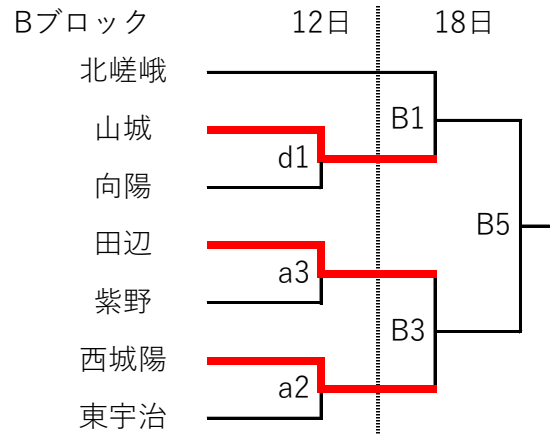 Bブロック 12日 18日
北嵯峨
B1
山城
d1
向陽
B5
田辺
a3
紫野
B3
西城陽
a2
東宇治